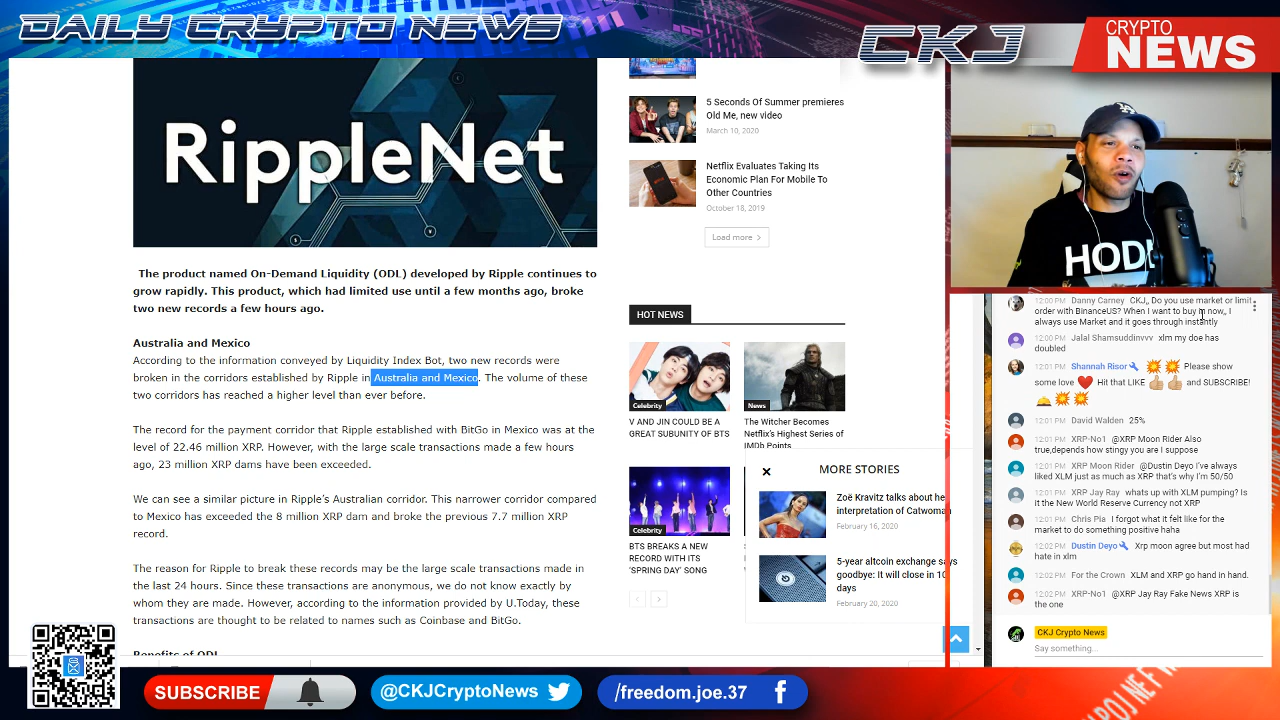 DAILY CRYPTO NEWS
CKJ
CRYPTO
NEWS
RippleNet
The product named On-Demand Liquidity (ODL) developed by Ripple continues to
grow rapidly. This product, which had limited use until a few months ago, broke
two new records a few hours ago.
Australia and Mexico
According to the information conveyed by Liquidity Index Bot, two new records were
broken in the corridors established by Ripple in Australia and Mexico. The volume of these
two corridors has reached a higher level than ever before.
The record for the payment corridor that Ripple established with BitGo in Mexico was at the
level of 22.46 million XRP. However, with the large scale transactions made a few hours
ago, 23 million XRP dams have been exceeded.
We can see a similar picture in Ripple's Australian corridor. This narrower corridor compared
to Mexico has exceeded the 8 million XRP dam and broke the previous 7.7 million XRP
record.
The reason for Ripple to break these records may be the large scale transactions made in
the last 24 hours. Since these transactions are anonymous, we do not know exactly by
whom they are made. However, according to the information provided by U.Today, these
transactions are thought to be related to names such as Coinbase and BitGo.
Benefits of ODL
5 Seconds Of Summer premieres
Old Me, new video
March 10, 2020
Netflix Evaluates Taking Its
Economic Plan For Mobile To
Other Countries
October 18, 2019
Load more >
HOT NEWS
Celebrity
V AND JIN COULD BE A
GREAT SUBUNITY OF BTS
News
The Witcher Becomes
Netflix's Highest Series of
IMDb Points
Celebrity
BTS BREAKS A NEW
RECORD WITH ITS
'SPRING DAY' SONG
MORE STORIES
Zoë Kravitz talks about he
interpretation of Catwoman
February 16, 2020
5-year altcoin exchange says
goodbye: It will close in 10
days
February 20, 2020
HODL
12:00 PM Danny Carney CKJ,, Do you use market or limit
order with BinanceUS? When I want to buy in now,, I
always use Market and it goes through instantly
12:00 PM Jalal Shamsuddinvvv xlm my doe has
doubled
12:01 PM Shannah Risor 💥💥 Please show
some love ❤️ Hit that LIKE 👍👍 and SUBSCRIBE!
🛎️💥💥
12:01 PM David Walden 25%
12:01 PM XRP-No1 @XRP Moon Rider Also
true,depends how stingy you are I suppose
12:01 PM XRP Moon Rider @Dustin Deyo I've always
liked XLM just as much as XRP that's why I'm 50/50
12:01 PM XRP Jay Ray whats up with XLM pumping? Is
it the New World Reserve Currency not XRP
12:01 PM Chris Pia I forgot what it felt like for the
market to do something positive haha
12:02 PM Dustin Deyo Xrp moon agree but most had
hate in xlm
12:02 PM For the Crown XLM and XRP go hand in hand.
12:02 PM XRP-No1 @XRP Jay Ray Fake News XRP is
the one
CKJ Crypto News
Say something...
SUBSCRIBE
@CKJCryptoNews
/freedom.joe.37